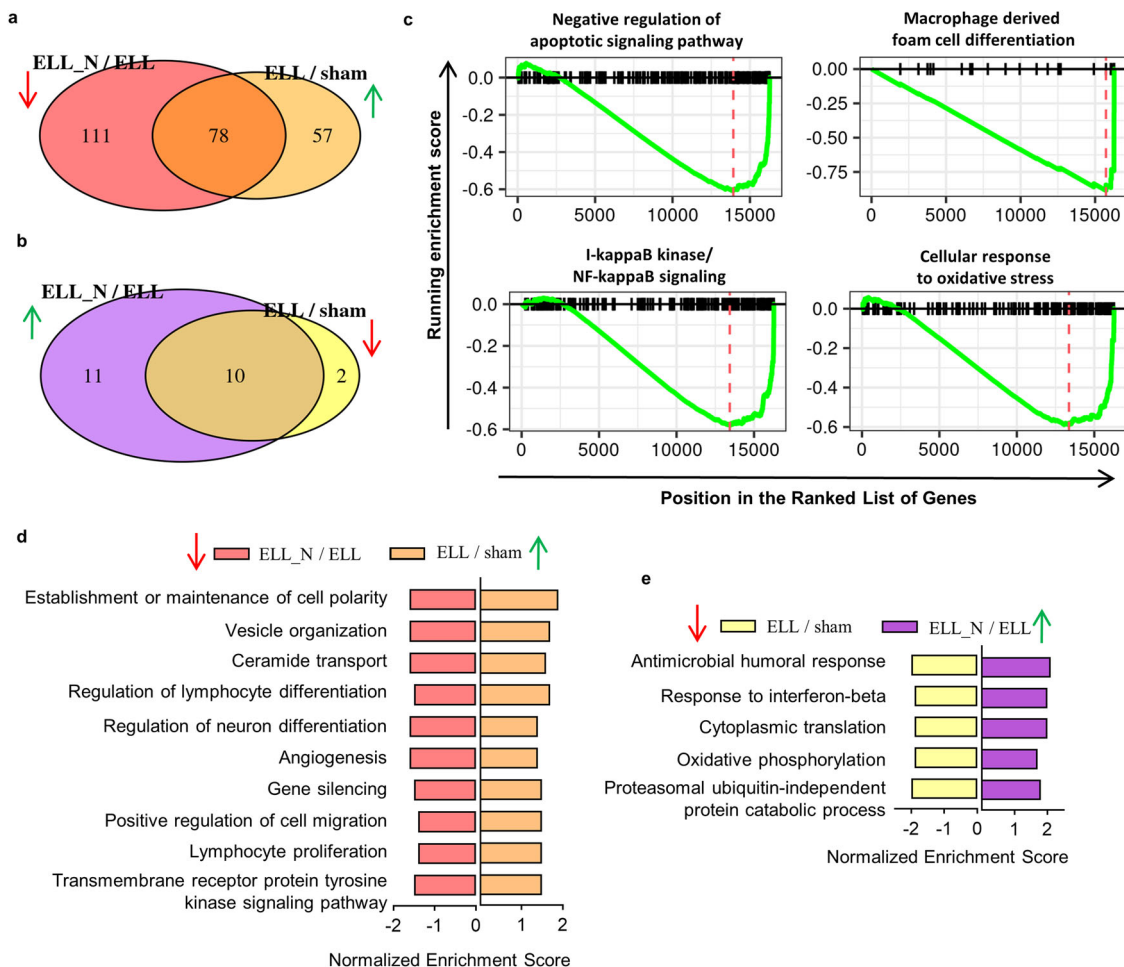 a
ELL_N / ELL
ELL / sham
111
78
57
b
ELL_N / ELL
ELL / sham
11
10
2
c
Running enrichment score
Negative regulation of
apoptotic signaling pathway
0.0
-0.2
-0.4
-0.6
0 5000 10000 15000
Macrophage derived
foam cell differentiation
0.00
-0.25
-0.50
-0.75
0 5000 10000 15000
I-kappaB kinase/
NF-kappaB signaling
0.0
-0.2
-0.4
-0.6
0 5000 10000 15000
Cellular response
to oxidative stress
0.0
-0.2
-0.4
-0.6
0 5000 10000 15000
Position in the Ranked List of Genes
d
ELL_N / ELL ELL / sham
Establishment or maintenance of cell polarity
Vesicle organization
Ceramide transport
Regulation of lymphocyte differentiation
Regulation of neuron differentiation
Angiogenesis
Gene silencing
Positive regulation of cell migration
Lymphocyte proliferation
Transmembrane receptor protein tyrosine
kinase signaling pathway
-2 -1 0 1 2
Normalized Enrichment Score
e
ELL / sham ELL_N / ELL
Antimicrobial humoral response
Response to interferon-beta
Cytoplasmic translation
Oxidative phosphorylation
Proteasomal ubiquitin-independent
protein catabolic process
-2 -1 0 1 2
Normalized Enrichment Score